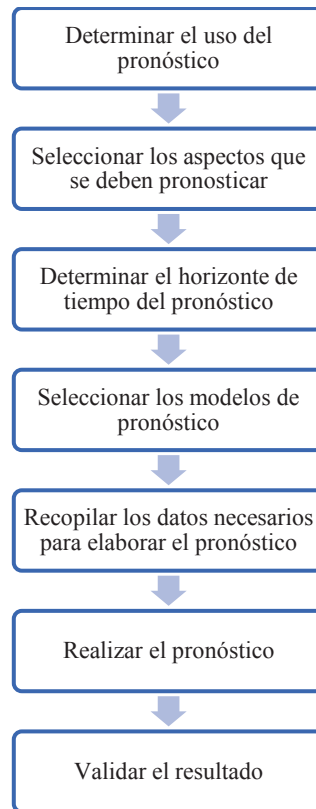 Determinar el uso del
pronóstico
Seleccionar los aspectos que
se deben pronosticar
Determinar el horizonte de
tiempo del pronóstico
Seleccionar los modelos de
pronóstico
Recopilar los datos necesarios
para elaborar el pronóstico
Realizar el pronóstico
Validar el resultado